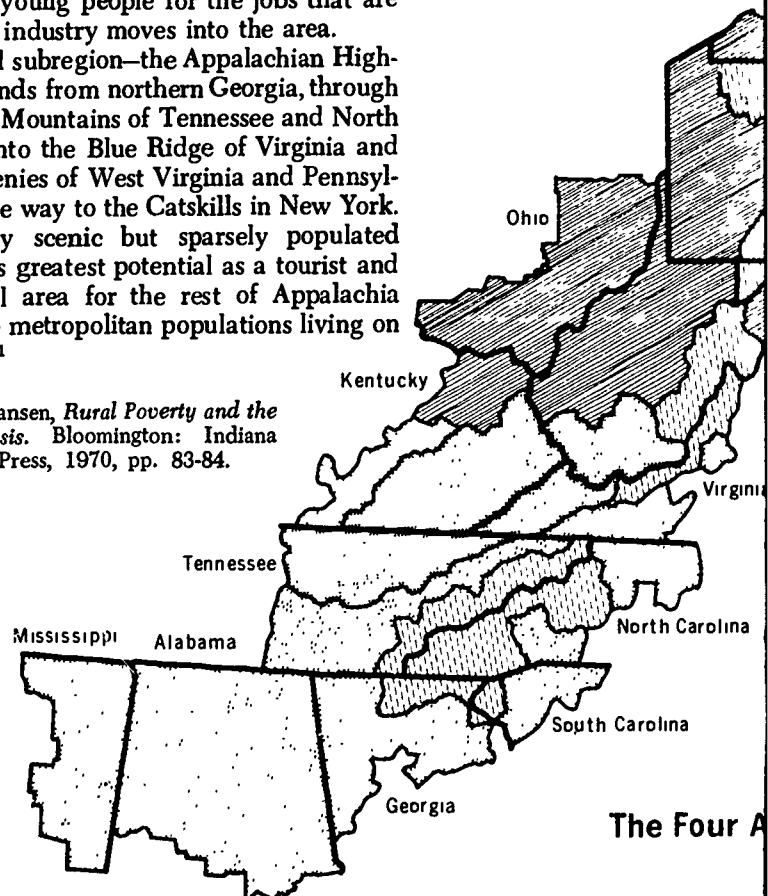 young people for the jobs that are
industry moves into the area.
subregion—the Appalachian High-
nds from northern Georgia, through
Mountains of Tennessee and North
nto the Blue Ridge of Virginia and
enies of West Virginia and Pennsyl-
e way to the Catskills in New York.
y scenic but sparsely populated
s greatest potential as a tourist and
l area for the rest of Appalachia
metropolitan populations living on
1
ansen, Rural Poverty and the
sis. Bloomington: Indiana
Press, 1970, pp. 83-84.
Ohio
Kentucky
Virginia
Tennessee
North Carolina
Mississippi
Alabama
South Carolina
Georgia
The Four A